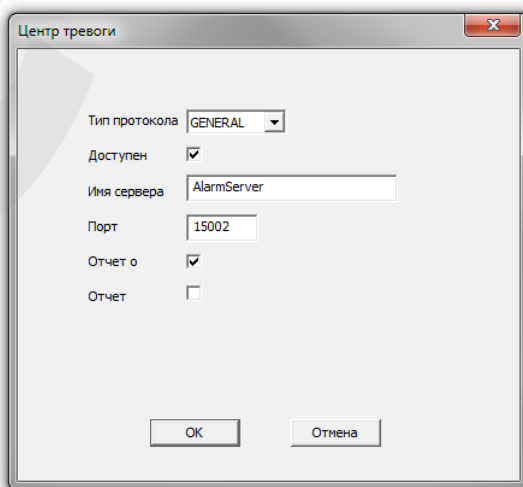 Центр тревоги
Тип протокола GENERAL
Доступен
Имя сервера AlarmServer
Порт 15002
Отчет о
Отчет
OK Отмена